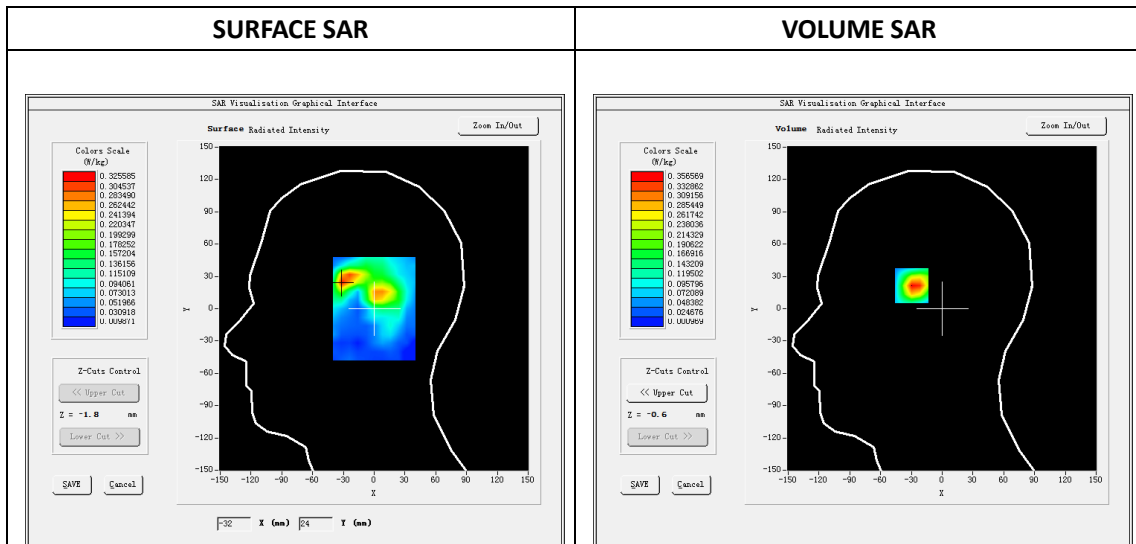 SURFACE SAR
VOLUME SAR
SAR Visualisation Graphical Interface
Surface Radiated Intensity
Zoom In/Out
Colors Scale
(W/kg)
0.325585
0.304537
0.283490
0.262442
0.241394
0.220347
0.199299
0.178252
0.157204
0.136156
0.115109
0.094061
0.073013
0.051966
0.030918
0.009871
150
120
90
60
30
0
-30
-60
-90
-120
-150
Y
-150 -120 -90 -60 -30 0 30 60 90 120 150
X
Z-Cuts Control
<< Upper Cut
Z = -1.8 mm
Lower Cut >>
SAVE
Cancel
-32 X (mm) 24 Y (mm)
SAR Visualisation Graphical Interface
Volume Radiated Intensity
Zoom In/Out
Colors Scale
(W/kg)
0.356569
0.332862
0.309156
0.285449
0.261742
0.238036
0.214329
0.190622
0.166916
0.143209
0.119502
0.095796
0.072089
0.048382
0.024676
0.000969
150
120
90
60
30
0
-30
-60
-90
-120
-150
Y
-150 -120 -90 -60 -30 0 30 60 90 120 150
X
Z-Cuts Control
<< Upper Cut
Z = -0.6 mm
Lower Cut >>
SAVE
Cancel